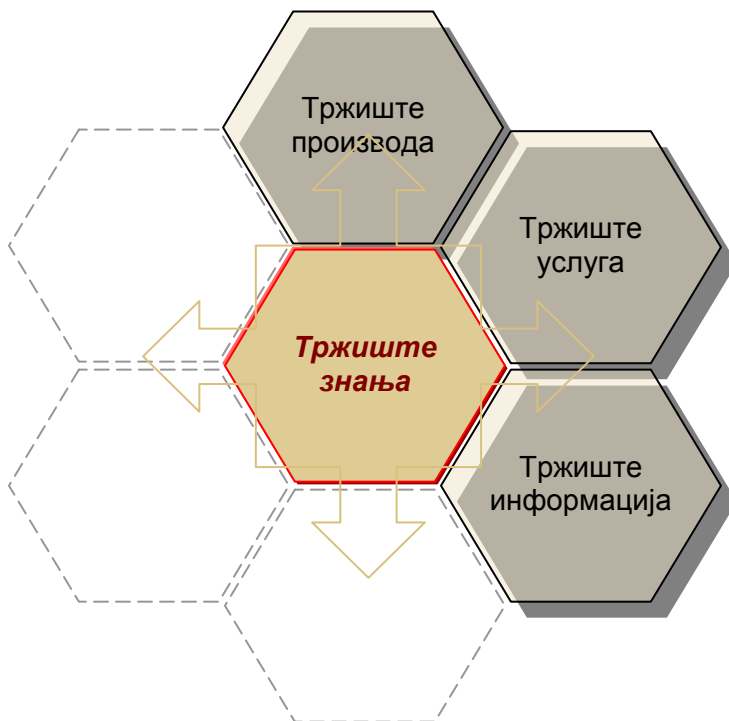 Тржиште
производа
Тржиште
услуга
Тржиште
знања
Тржиште
информација